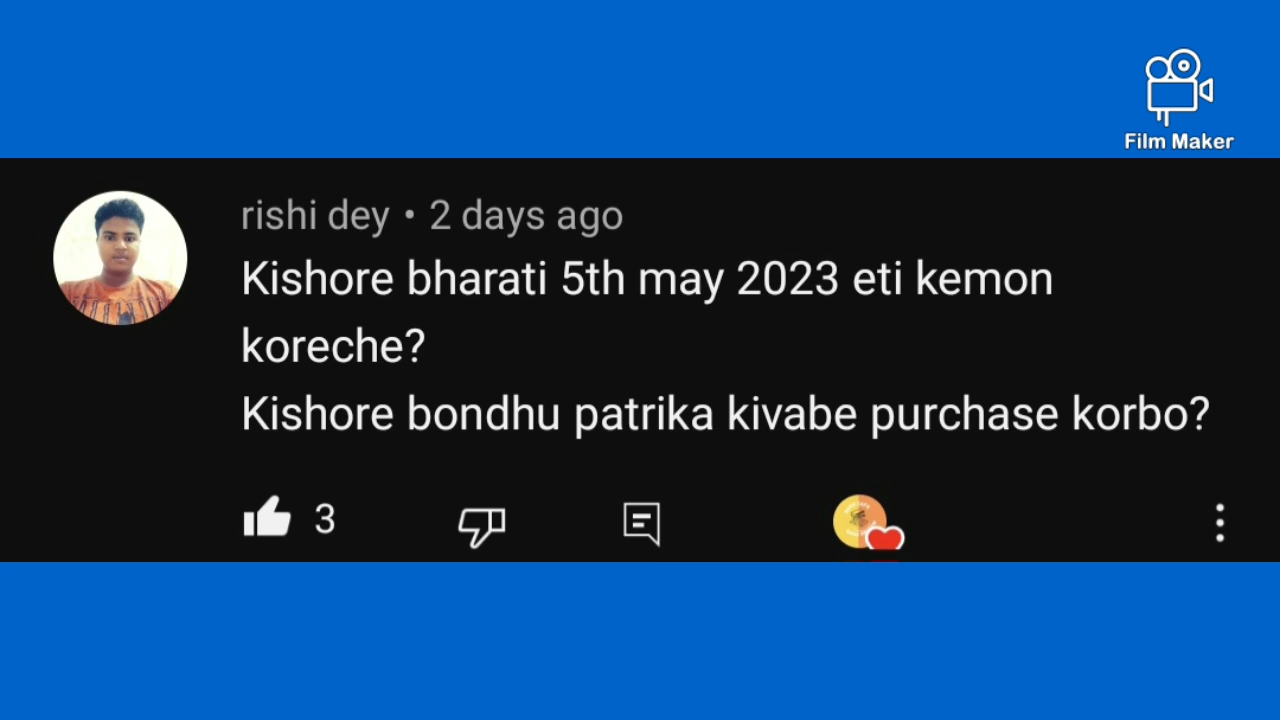 Film Maker
rishi dey • 2 days ago
Kishore bharati 5th may 2023 eti kemon
koreche?
Kishore bondhu patrika kivabe purchase korbo?
3